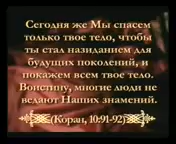 Сегодня же Мы спасем
только твое тело, чтобы
ты стал назиданием для
будущих поколений, и
покажем всем твое тело.
Воистину, многие люди не
ведают Наших знамений.
(Коран, 10:91-92)